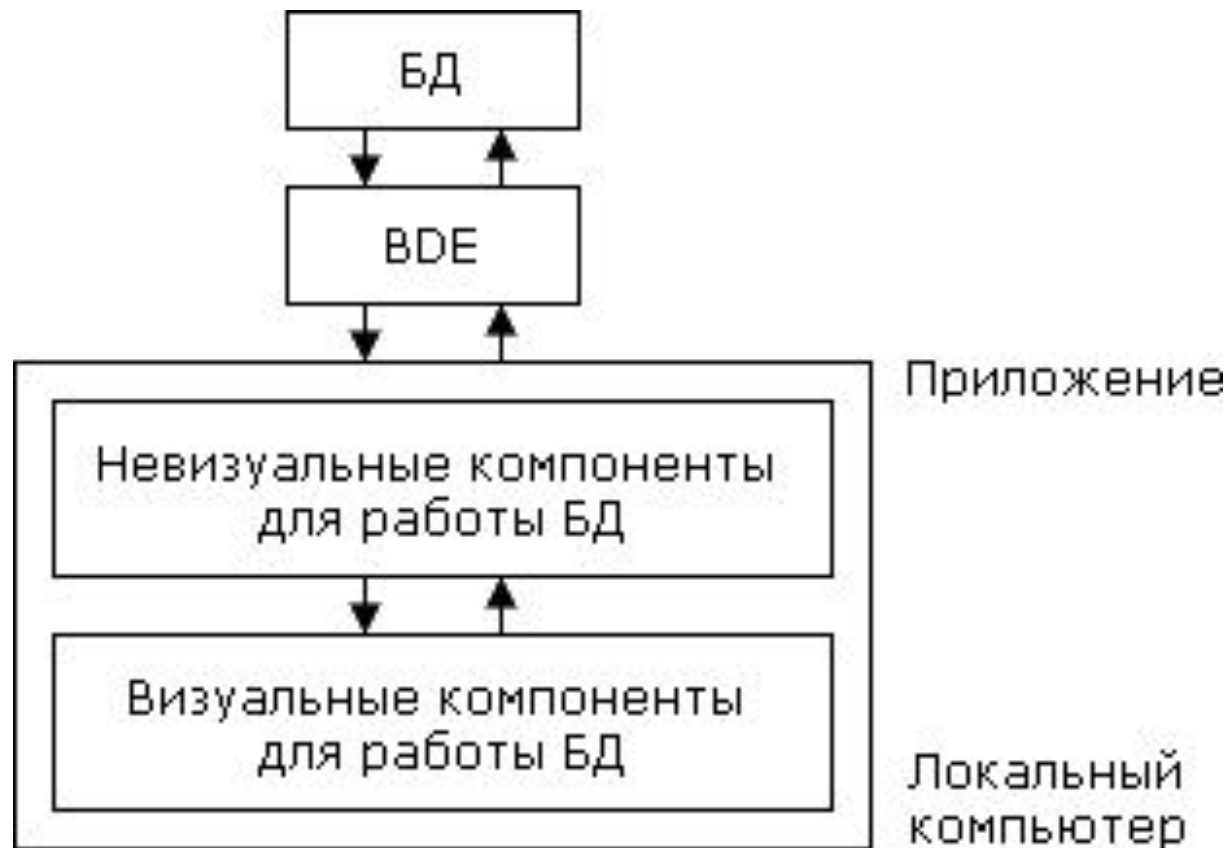 БД
BDE
Приложение
Невизуальные компоненты
для работы БД
Визуальные компоненты
для работы БД
Локальный
компьютер